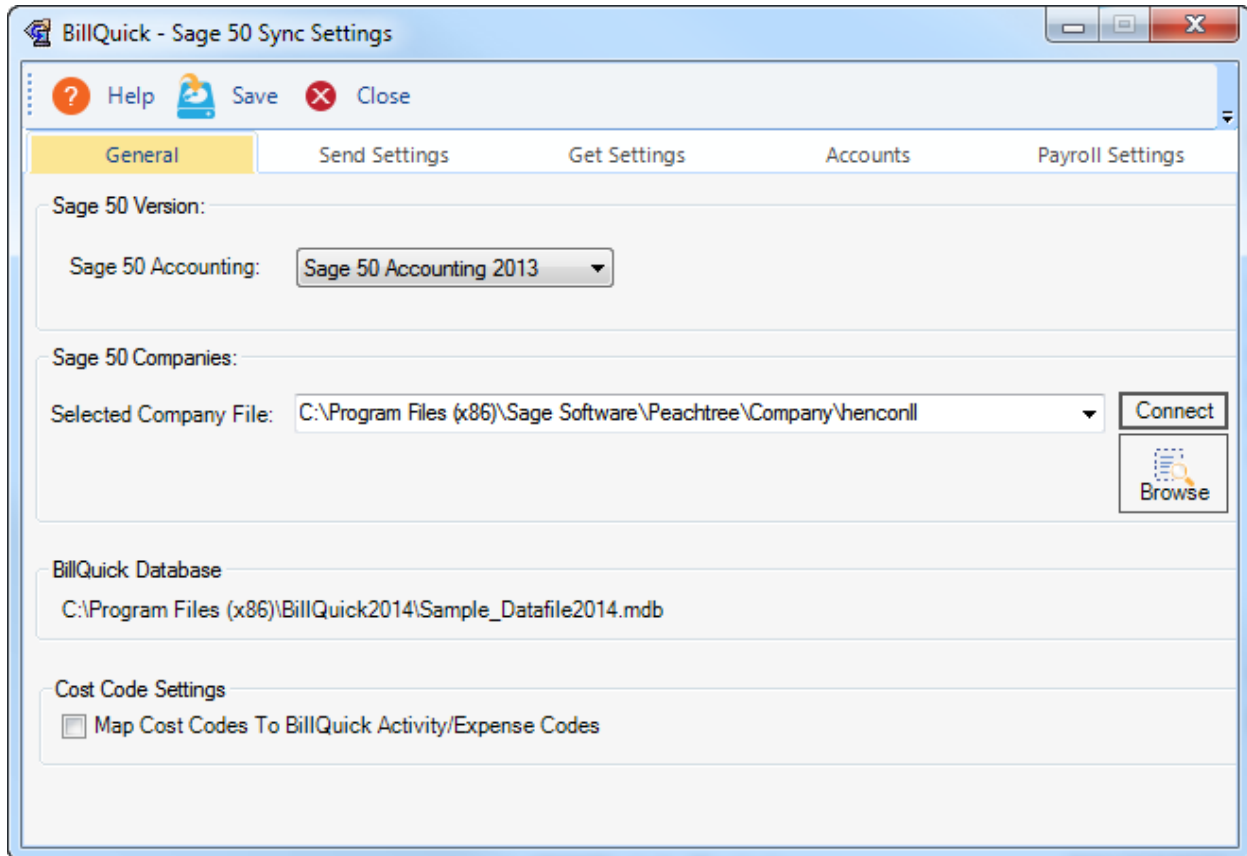 BillQuick - Sage 50 Sync Settings
Help Save Close
General Send Settings Get Settings Accounts Payroll Settings
Sage 50 Version:
Sage 50 Accounting: Sage 50 Accounting 2013
Sage 50 Companies:
Selected Company File: C:\Program Files (x86)\Sage Software\Peachtree\Company\henconll Connect
Browse
BillQuick Database
C:\Program Files (x86)\BillQuick2014\Sample_Datafile2014.mdb
Cost Code Settings
Map Cost Codes To BillQuick Activity/Expense Codes